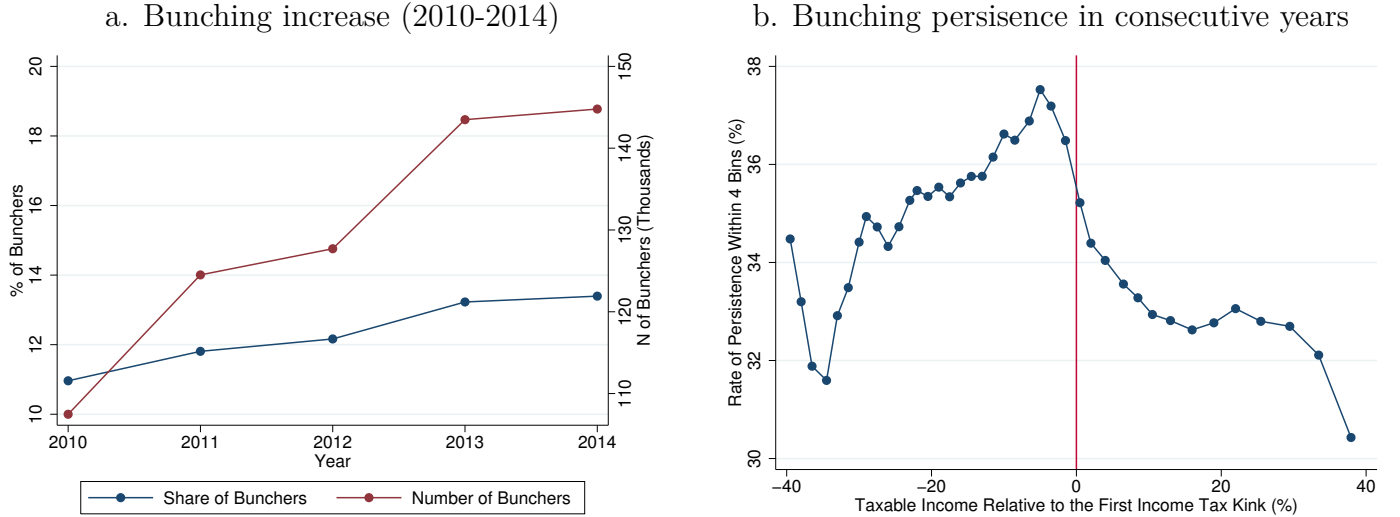 a. Bunching increase (2010-2014)
20
18
16
14
12
10
% of Bunchers
150
140
130
120
110
N of Bunchers (Thousands)
2010 2011 2012 2013 2014
Year
Share of Bunchers Number of Bunchers
b. Bunching persisence in consecutive years
38
36
34
32
30
Rate of Persistence Within 4 Bins (%)
−40 −20 0 20 40
Taxable Income Relative to the First Income Tax Kink (%)